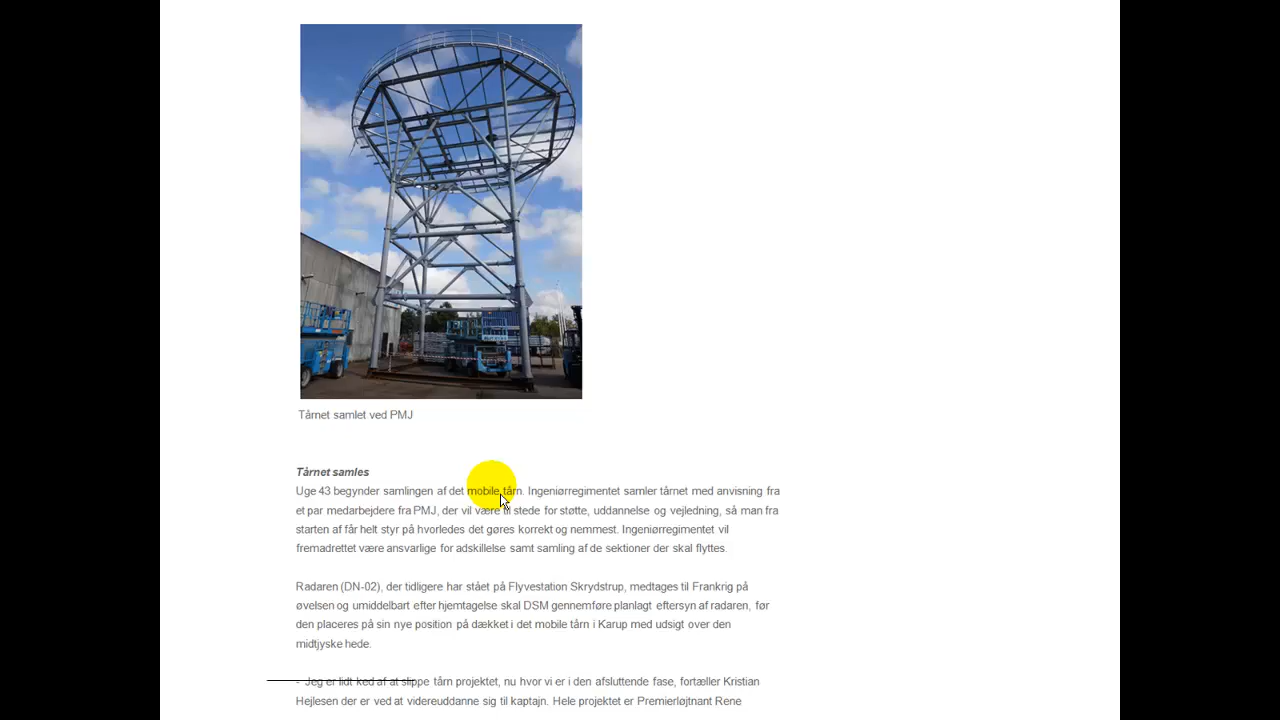 Tårnet samlet ved PMJ
Tårnet samles
Uge 43 begynder samlingen af det mobile tårn. Ingeniørregimentet samler tårnet med anvisning fra
et par medarbejdere fra PMJ, der vil være til stede for støtte, uddannelse og vejledning, så man fra
starten af får helt styr på hvorledes det gøres korrekt og nemmest. Ingeniørregimentet vil
fremadrettet være ansvarlige for adskillelse samt samling af de sektioner der skal flyttes.
Radaren (DN-02), der tidligere har stået på Flyvestation Skrydstrup, medtages til Frankrig på
øvelsen og umiddelbart efter hjemtagelse skal DSM gennemføre planlagt eftersyn af radaren, før
den placeres på sin nye position på dækket i det mobile tårn i Karup med udsigt over den
midtjyske hede.
- Jeg er lidt ked af at slippe tårn projektet, nu hvor vi er i den afsluttende fase, fortæller Kristian
Hejlesen der er ved at videreuddanne sig til kaptajn. Hele projektet er Premierløjtnant Rene